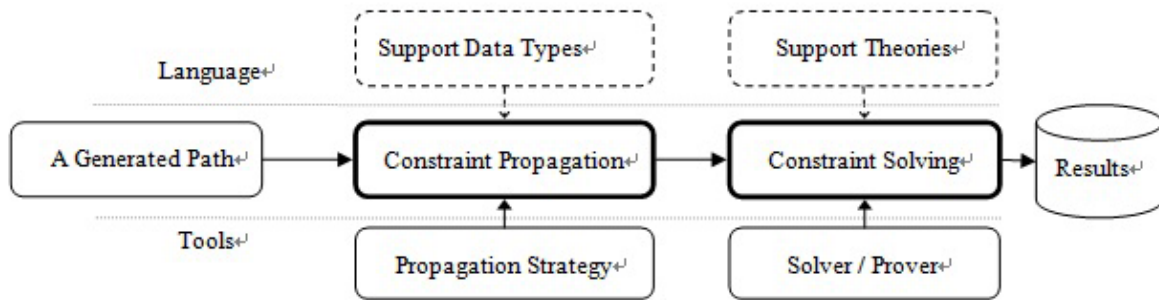 Support Data Types↵
Support Theories↵
Language↵
A Generated Path↵
Constraint Propagation↵
Constraint Solving↵
Results↵
Tools↵
Propagation Strategy↵
Solver / Prover↵